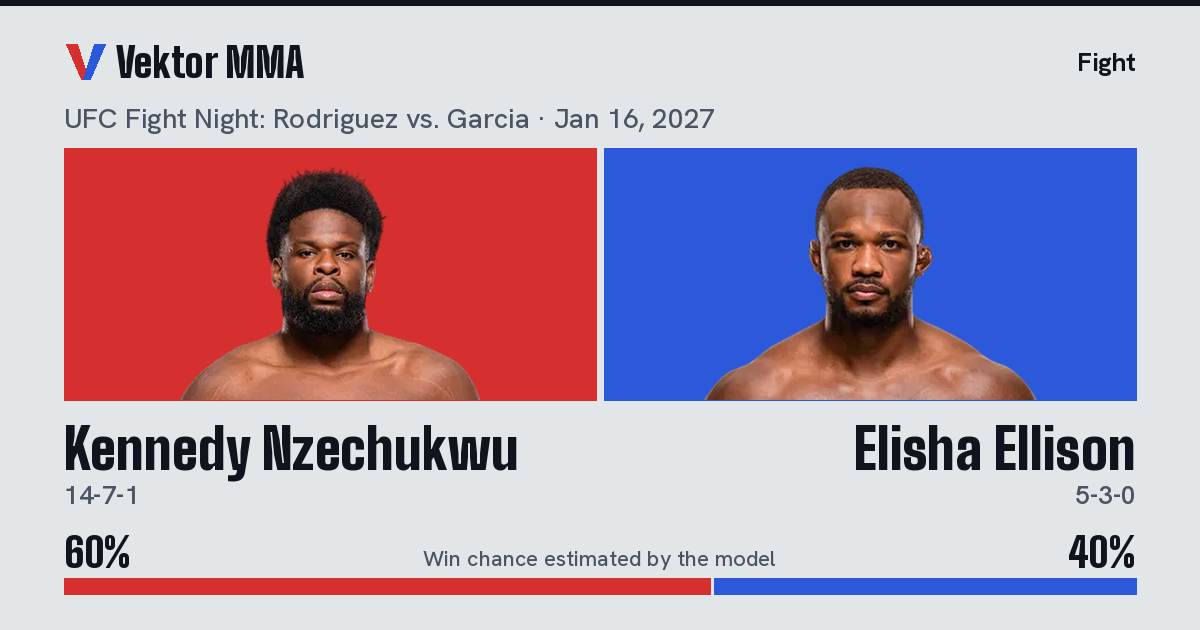 Vektor MMA
Fight
UFC Fight Night: Rodriguez vs. Garcia · Jan 16, 2027
Kennedy Nzechukwu
Elisha Ellison
14-7-1
5-3-0
60%
Win chance estimated by the model
40%